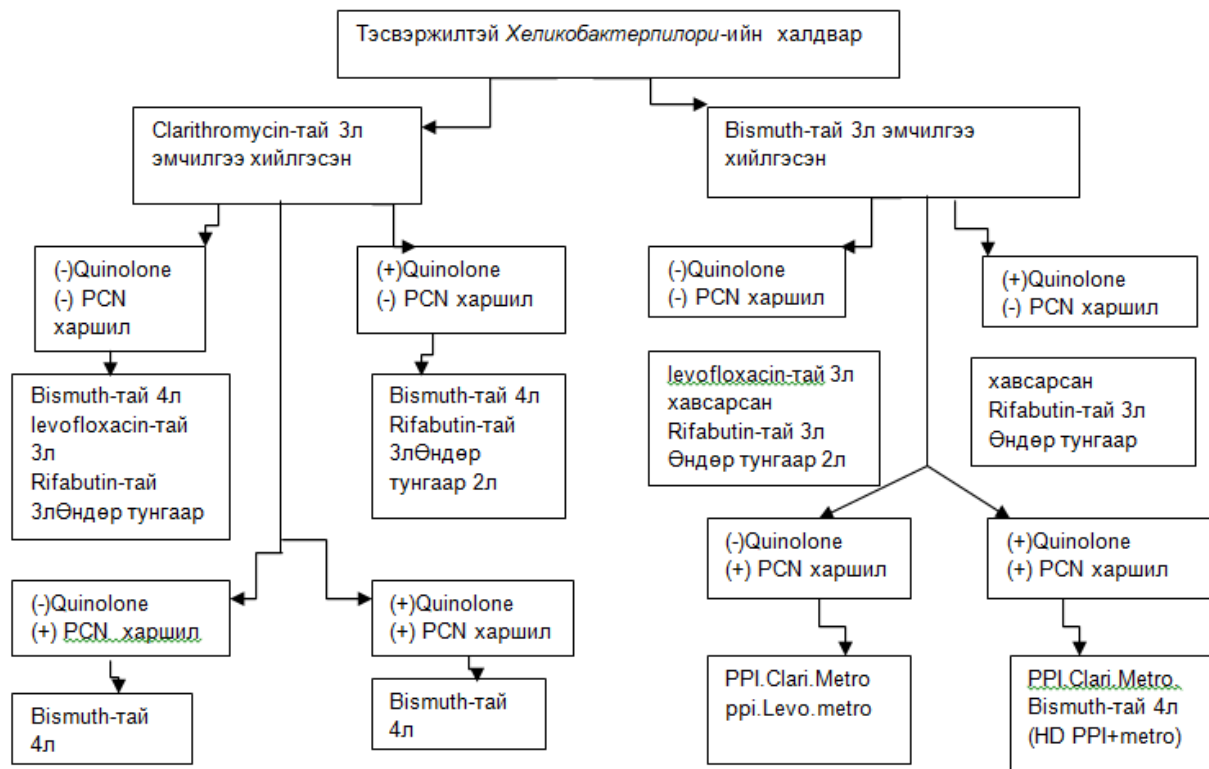 Тэсвэржилтэй Хеликобактерпилори-ийн халдвар
Clarithromycin-тай 3л
эмчилгээ хийлгэсэн
Bismuth-тай 3л эмчилгээ
хийлгэсэн
(-)Quinolone
(-) PCN
харшил
(+)Quinolone
(-) PCN харшил
(-)Quinolone
(-) PCN харшил
(+)Quinolone
(-) PCN харшил
Bismuth-тай 4л
levofloxacin-тай
3л
Rifabutin-тай
3лӨндөр тунгаар
Bismuth-тай 4л
Rifabutin-тай
3лӨндөр
тунгаар 2л
levofloxacin-тай 3л
хавсарсан
Rifabutin-тай 3л
Өндөр тунгаар 2л
хавсарсан
Rifabutin-тай 3л
Өндөр тунгаар
(-)Quinolone
(+) PCN харшил
(+)Quinolone
(+) PCN харшил
(-)Quinolone
(+) PCN харшил
(+)Quinolone
(+) PCN харшил
Bismuth-тай
4л
Bismuth-тай
4л
PPI.Clari.Metro
ppi.Levo.metro
PPI.Clari.Metro.
Bismuth-тай 4л
(HD PPI+metro)